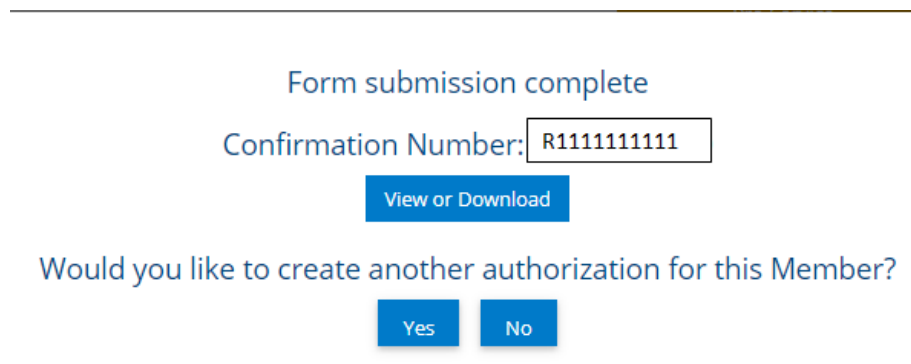 Form submission complete
Confirmation Number: R1111111111
View or Download
Would you like to create another authorization for this Member?
Yes No